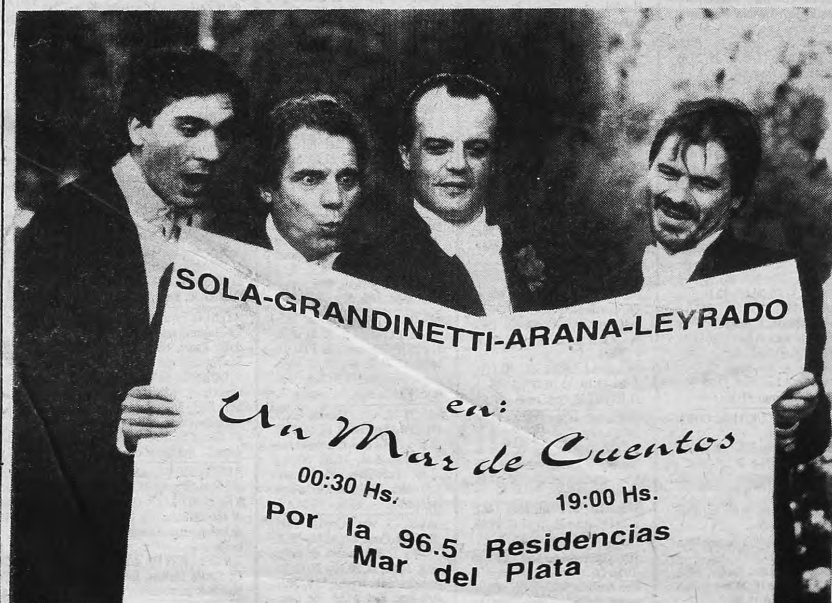 SOLA-GRANDINETTI-ARANA-LEYRADO
en:
Un Mar de Cuentos
00:30 Hs. 19:00 Hs.
Por la 96.5 Residencias
Mar del Plata